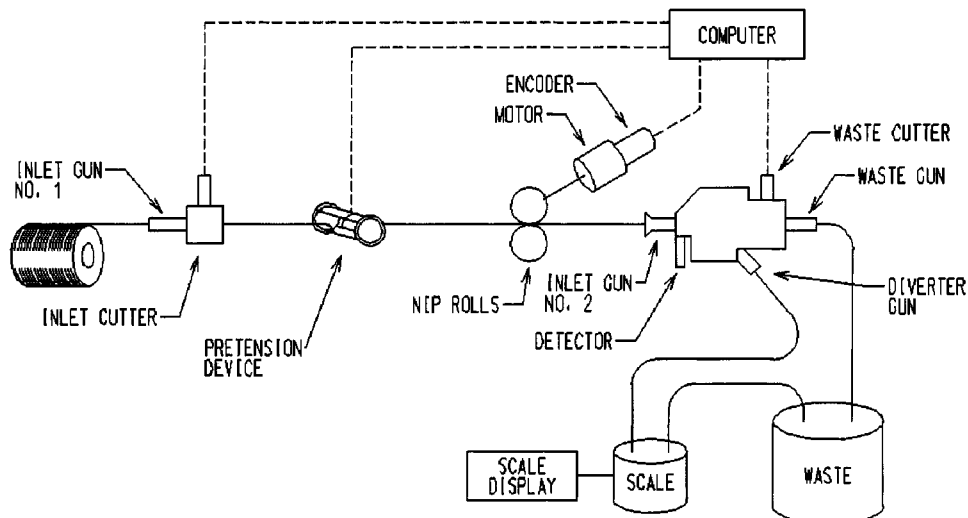 COMPUTER
ENCODER
MOTOR
WASTE CUTTER
WASTE GUN
INLET GUN
NO. 1
INLET CUTTER
PRETENSION
DEVICE
NIP ROLLS
INLET GUN
NO. 2
DETECTOR
DIVERTER
GUN
SCALE
DISPLAY
SCALE
WASTE